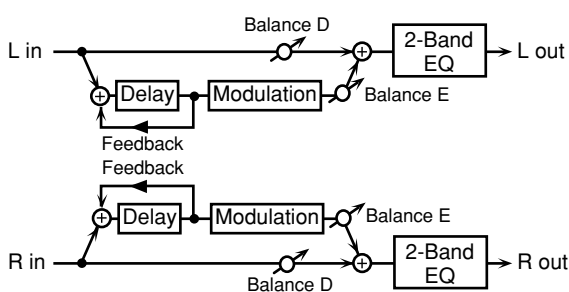 Balance D
L in
2-Band
EQ
L out
Delay
Modulation
Balance E
Feedback
Feedback
Delay
Modulation
Balance E
R in
Balance D
2-Band
EQ
R out